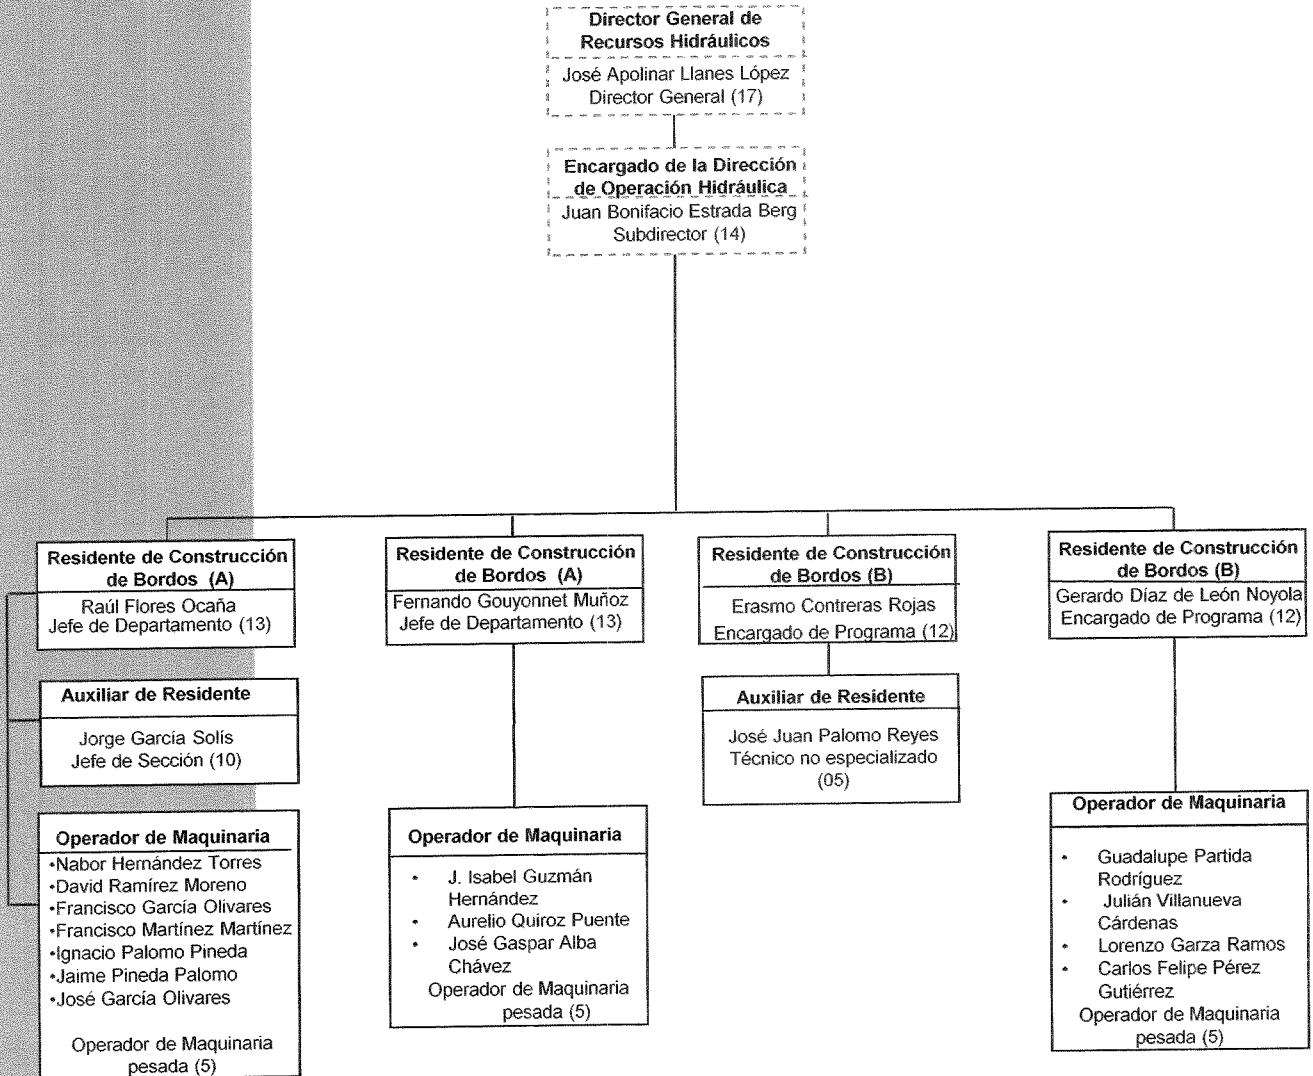 Director General de
Recursos Hidráulicos
José Apolinar Llanes López
Director General (17)
Encargado de la Dirección
de Operación Hidráulica
Juan Bonifacio Estrada Berg
Subdirector (14)
Residente de Construcción
de Bordos (A)
Raúl Flores Ocaña
Jefe de Departamento (13)
Auxiliar de Residente
Jorge García Solís
Jefe de Sección (10)
Operador de Maquinaria
•Nabor Hernández Torres
•David Ramírez Moreno
•Francisco García Olivares
•Francisco Martínez Martínez
•Ignacio Palomo Pineda
•Jaime Pineda Palomo
•José García Olivares
Operador de Maquinaria
pesada (5)
Residente de Construcción
de Bordos (A)
Fernando Gouyonnet Muñoz
Jefe de Departamento (13)
Operador de Maquinaria
• J. Isabel Guzmán
Hernández
• Aurelio Quiroz Puente
• José Gaspar Alba
Chávez
Operador de Maquinaria
pesada (5)
Residente de Construcción
de Bordos (B)
Erasmo Contreras Rojas
Encargado de Programa (12)
Auxiliar de Residente
José Juan Palomo Reyes
Técnico no especializado
(05)
Residente de Construcción
de Bordos (B)
Gerardo Díaz de León Noyola
Encargado de Programa (12)
Operador de Maquinaria
• Guadalupe Partida
Rodríguez
• Julián Villanueva
Cárdenas
• Lorenzo Garza Ramos
• Carlos Felipe Pérez
Gutiérrez
Operador de Maquinaria
pesada (5)